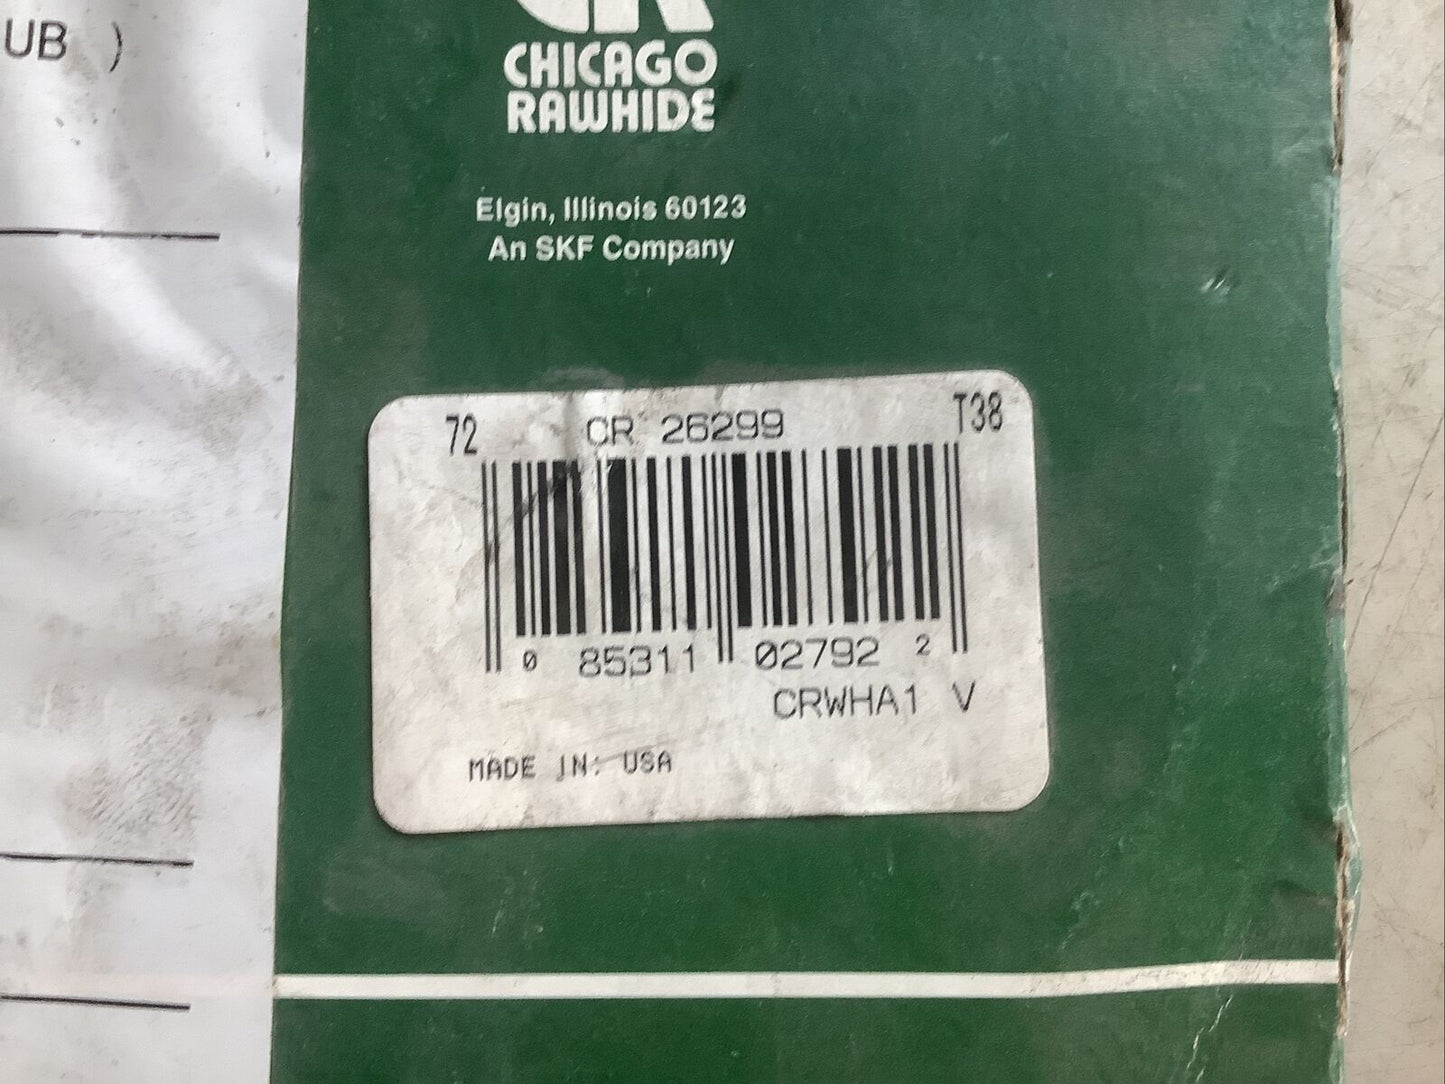 UB )
CR
CHICAGO
RAWHIDE
Elgin, Illinois 60123
An SKF Company
72 CR 26299 T38
0 85311 02792 2
CRWHA1 V
MADE IN: USA